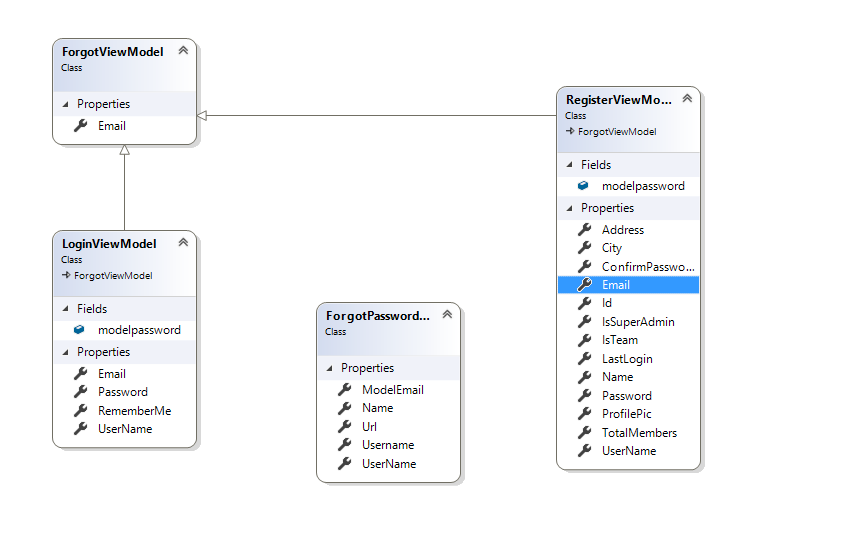 ForgotViewModel
Class
Properties
Email
LoginViewModel
Class
ForgotViewModel
Fields
modelpassword
Properties
Email
Password
RememberMe
UserName
ForgotPassword...
Class
Properties
ModelEmail
Name
Url
Username
UserName
RegisterViewMo...
Class
ForgotViewModel
Fields
modelpassword
Properties
Address
City
ConfirmPasswo...
Email
Id
IsSuperAdmin
IsTeam
LastLogin
Name
Password
ProfilePic
TotalMembers
UserName